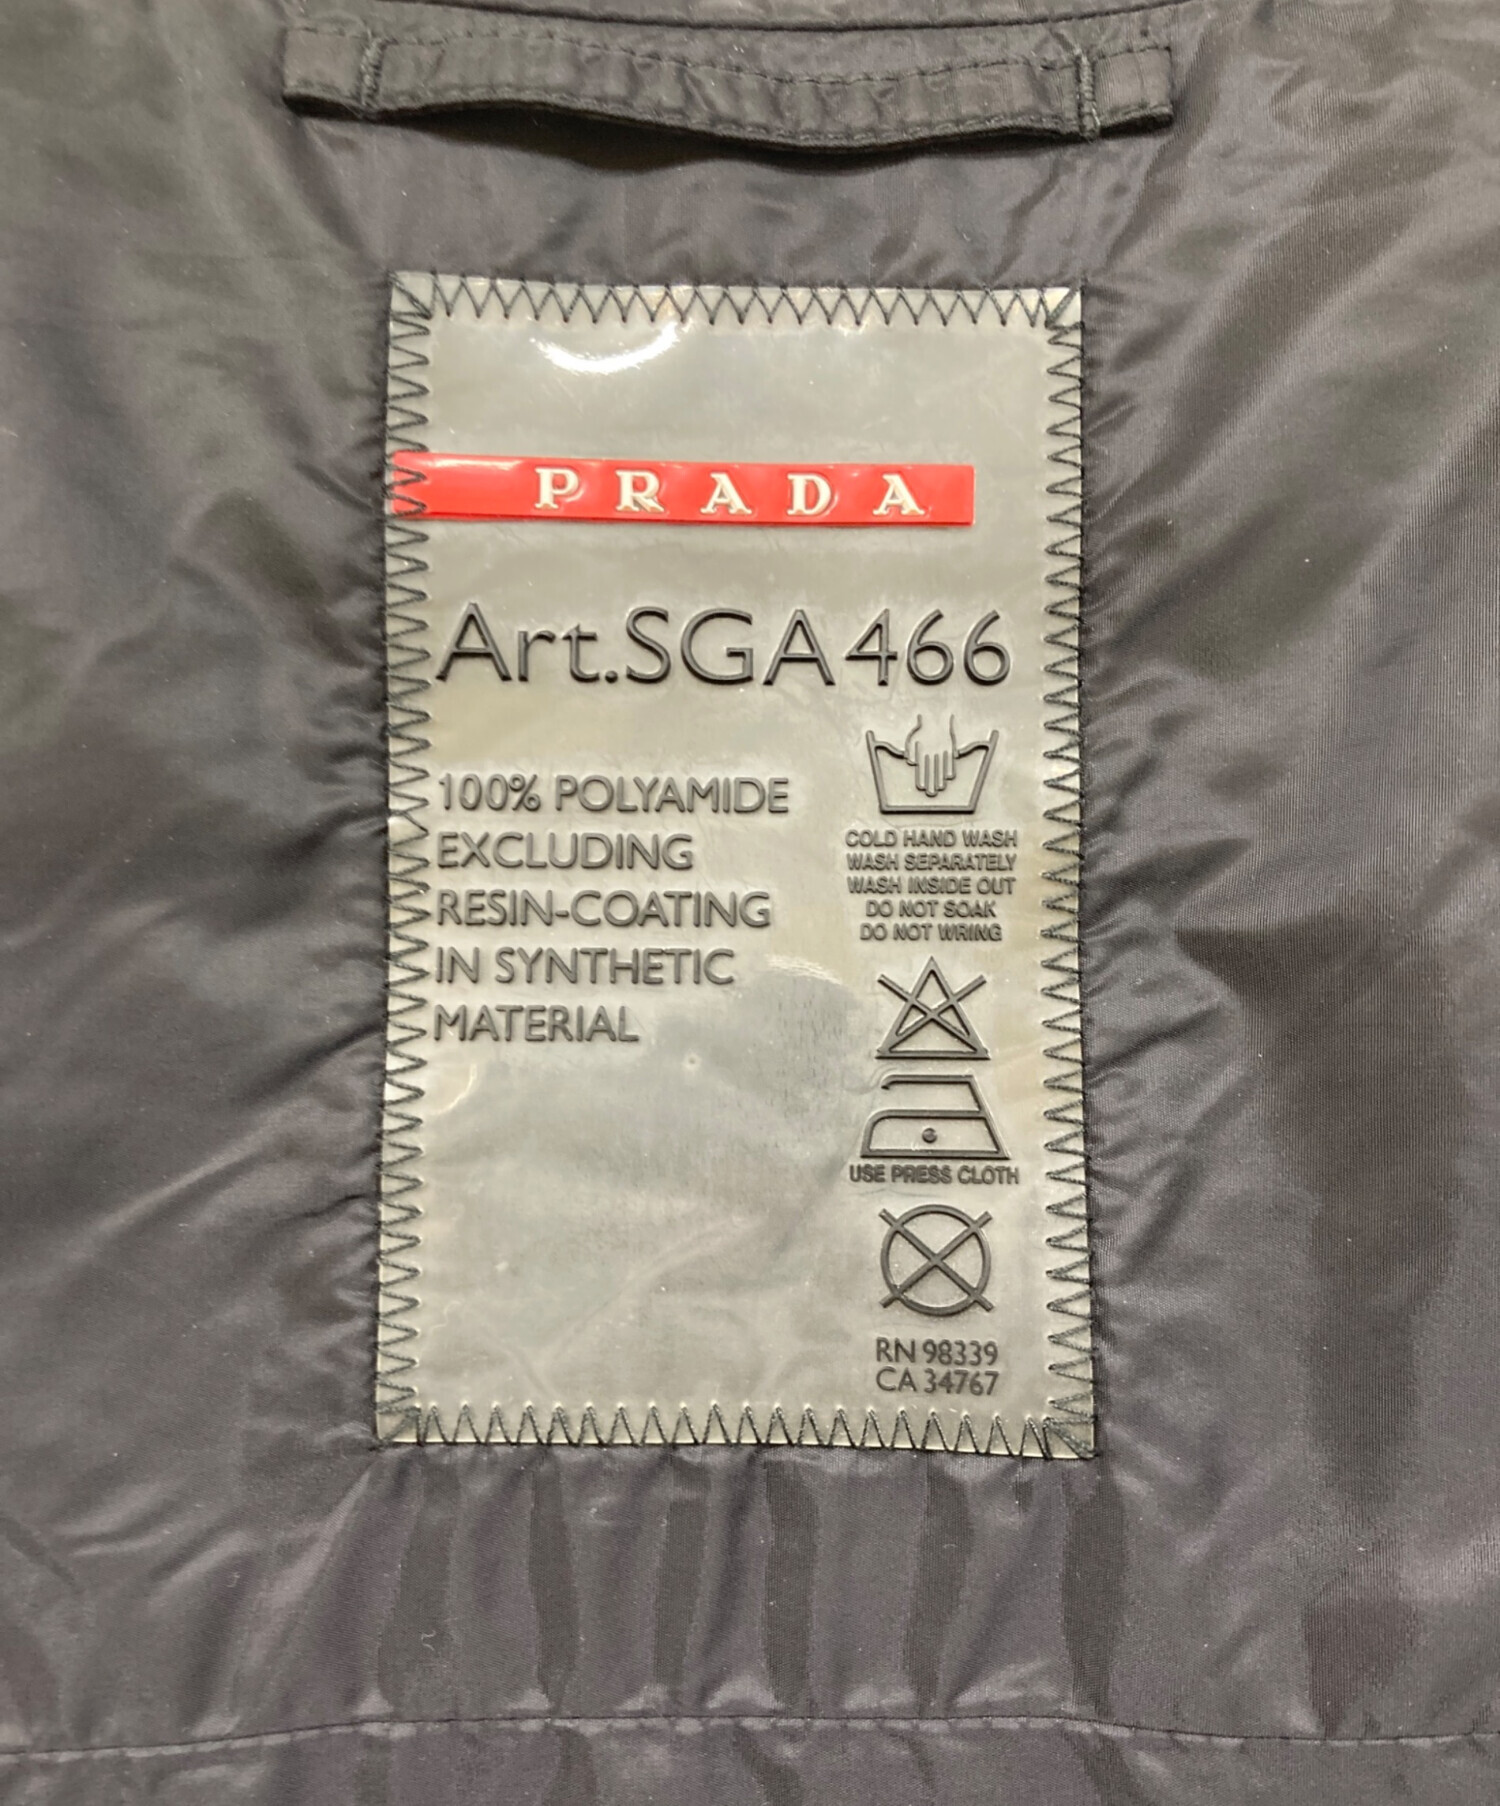 PRADA
Art.SGA466
100% POLYAMIDE
EXCLUDING
RESIN-COATING
IN SYNTHETIC
MATERIAL
COLD HAND WASH
WASH SEPARATELY
WASH INSIDE OUT
DO NOT SOAK
DO NOT WRING
USE PRESS CLOTH
RN 98339
CA 34767